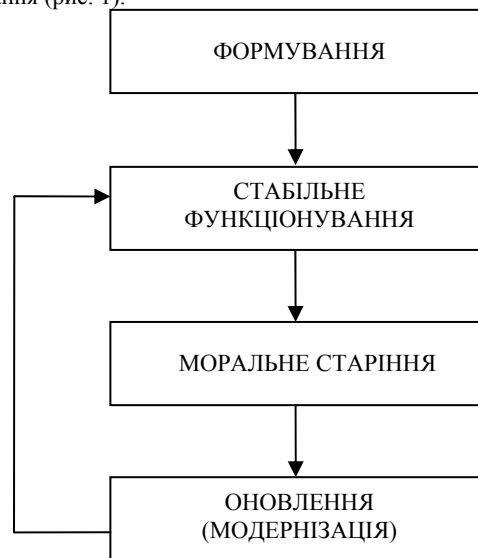 ння (рис. 1).
ФОРМУВАННЯ
СТАБІЛЬНЕ
ФУНКЦІОНУВАННЯ
МОРАЛЬНЕ СТАРІННЯ
ОНОВЛЕННЯ
(МОДЕРНІЗАЦІЯ)